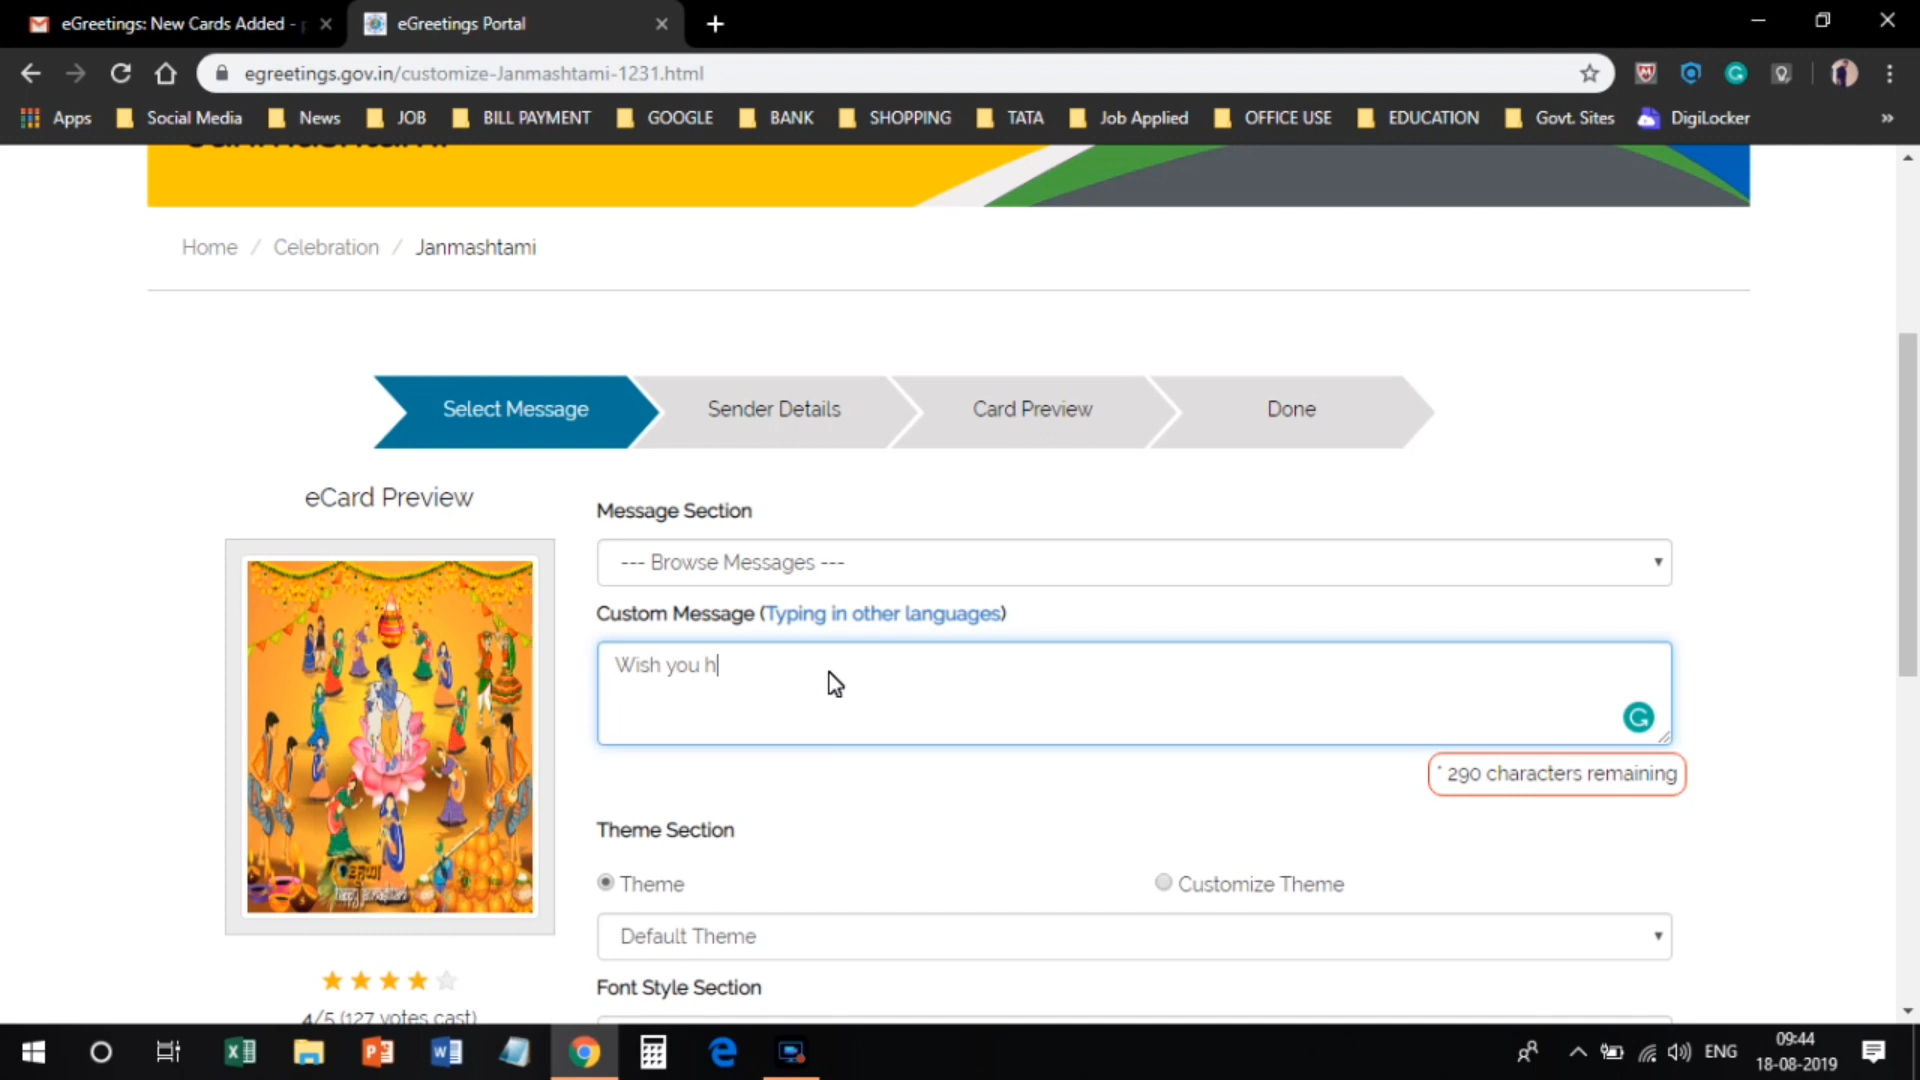 eGreetings: New Cards Added -
eGreetings Portal
egreetings.gov.in/customize-Janmashtami-1231.html
Apps
Social Media
News
JOB
BILL PAYMENT
GOOGLE
BANK
SHOPPING
TATA
Job Applied
OFFICE USE
EDUCATION
Govt. Sites
DigiLocker
»
Home / Celebration / Janmashtami
Select Message
Sender Details
Card Preview
Done
eCard Preview
Message Section
--- Browse Messages ---
Custom Message (Typing in other languages)
Wish you h
* 290 characters remaining
Theme Section
Theme
Customize Theme
Default Theme
happy janmashtami
4/5 (127 votes cast)
Font Style Section
ENG
09:44
18-08-2019